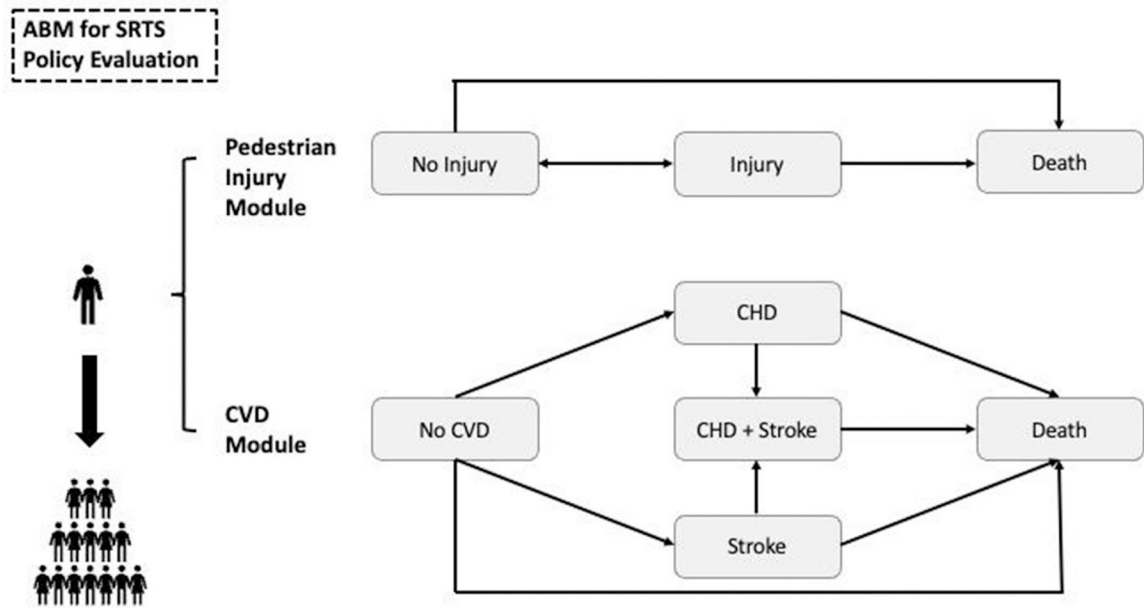 ABM for SRTS
Policy Evaluation
Pedestrian
Injury
Module
No Injury
Injury
Death
CHD
CVD
Module
No CVD
CHD + Stroke
Death
Stroke